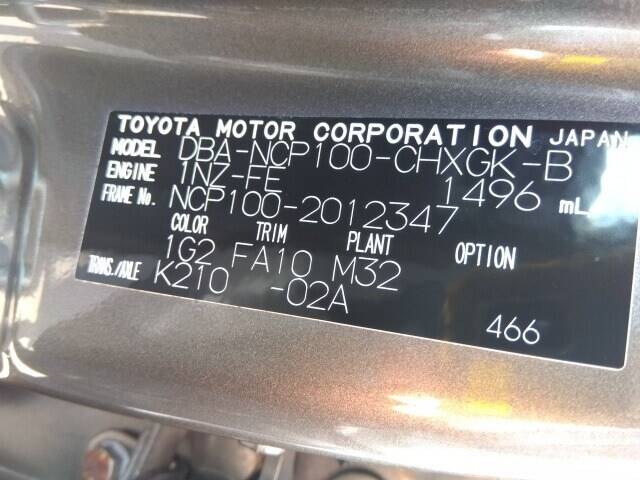 TOYOTA MOTOR CORPORATION JAPAN
MODEL DBA-NCP100-CHXGK-B
ENGINE 1NZ-FE 1496 mL
FRAME No. NCP100-2012347
COLOR TRIM PLANT OPTION
1G2 FA10 M32
TRANS./AXLE K210 -02A
466